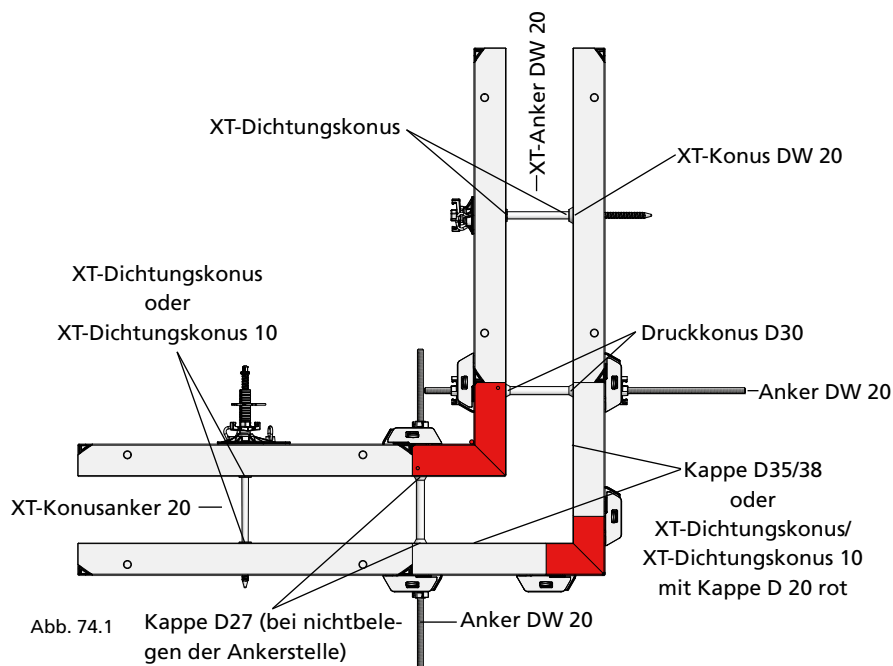 XT-Anker DW 20
XT-Dichtungskonus
XT-Konus DW 20
XT-Dichtungskonus
oder
XT-Dichtungskonus 10
Druckkonus D30
Anker DW 20
XT-Konusanker 20
Kappe D35/38
oder
XT-Dichtungskonus/
XT-Dichtungskonus 10
mit Kappe D 20 rot
Abb. 74.1
Kappe D27 (bei nichtbele-
gen der Ankerstelle)
Anker DW 20